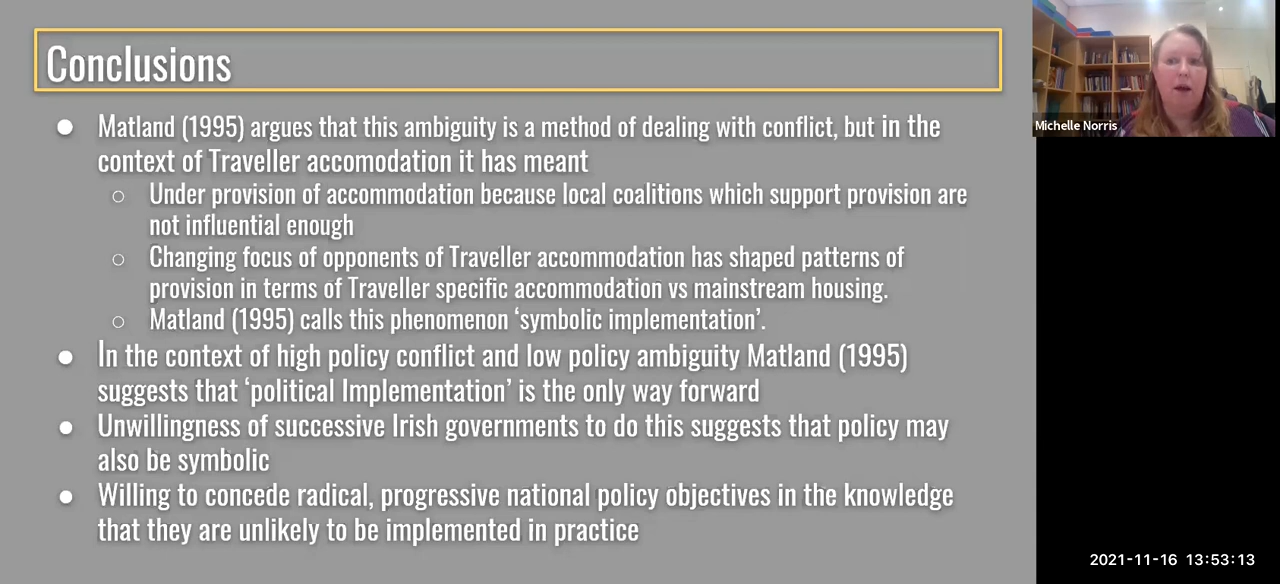 Conclusions
● Matland (1995) argues that this ambiguity is a method of dealing with conflict, but in the
context of Traveller accomodation it has meant
○ Under provision of accommodation because local coalitions which support provision are
not influential enough
○ Changing focus of opponents of Traveller accommodation has shaped patterns of
provision in terms of Traveller specific accommodation vs mainstream housing.
○ Matland (1995) calls this phenomenon ‘symbolic implementation’.
● In the context of high policy conflict and low policy ambiguity Matland (1995)
suggests that ‘political Implementation’ is the only way forward
● Unwillingness of successive Irish governments to do this suggests that policy may
also be symbolic
● Willing to concede radical, progressive national policy objectives in the knowledge
that they are unlikely to be implemented in practice
Michelle Norris
2021-11-16 13:53:13